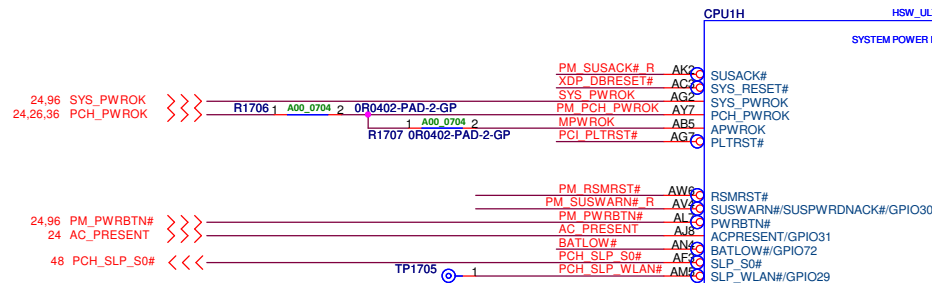 CPU1H HSW_UL
SYSTEM POWER
PM_SUSACK#_R AK2 SUSACK#
XDP_DBRESET# AC3 SYS_RESET#
24,96 SYS_PWROK SYS_PWROK AG2 SYS_PWROK
24,26,36 PCH_PWROK R1706 1 A00_0704 2 0R0402-PAD-2-GP PM_PCH_PWROK AY7 PCH_PWROK
R1707 1 A00_0704 2 0R0402-PAD-2-GP MPWROK AB5 APWROK
PCI_PLTRST# AG7 PLTRST#
PM_RSMRST# AW6 RSMRST#
PM_SUSWARN#_R AV4 SUSWARN#/SUSPWRDNACK#/GPIO30
24,96 PM_PWRBTN# PM_PWRBTN# AL7 PWRBTN#
24 AC_PRESENT AC_PRESENT AJ8 ACPRESENT/GPIO31
BATLOW# AN4 BATLOW#/GPIO72
48 PCH_SLP_S0# PCH_SLP_S0# AF3 SLP_S0#
TP1705 1 PCH_SLP_WLAN# AM5 SLP_WLAN#/GPIO29